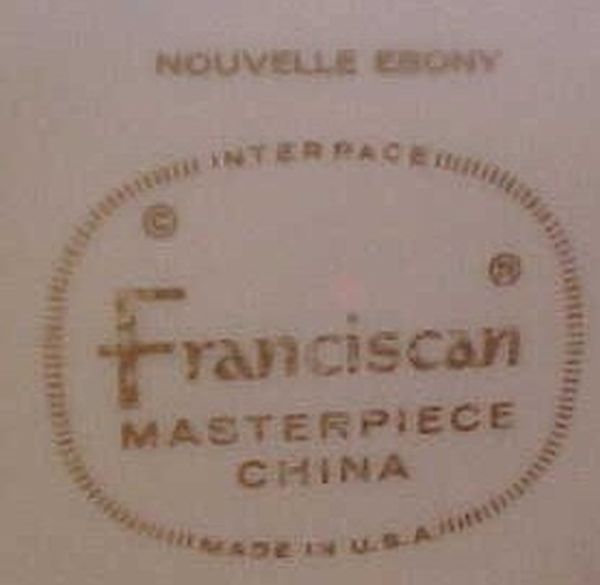 NOUVELLE EBONY
INTERPACE
©
®
Franciscan
MASTERPIECE
CHINA
MADE IN U.S.A.